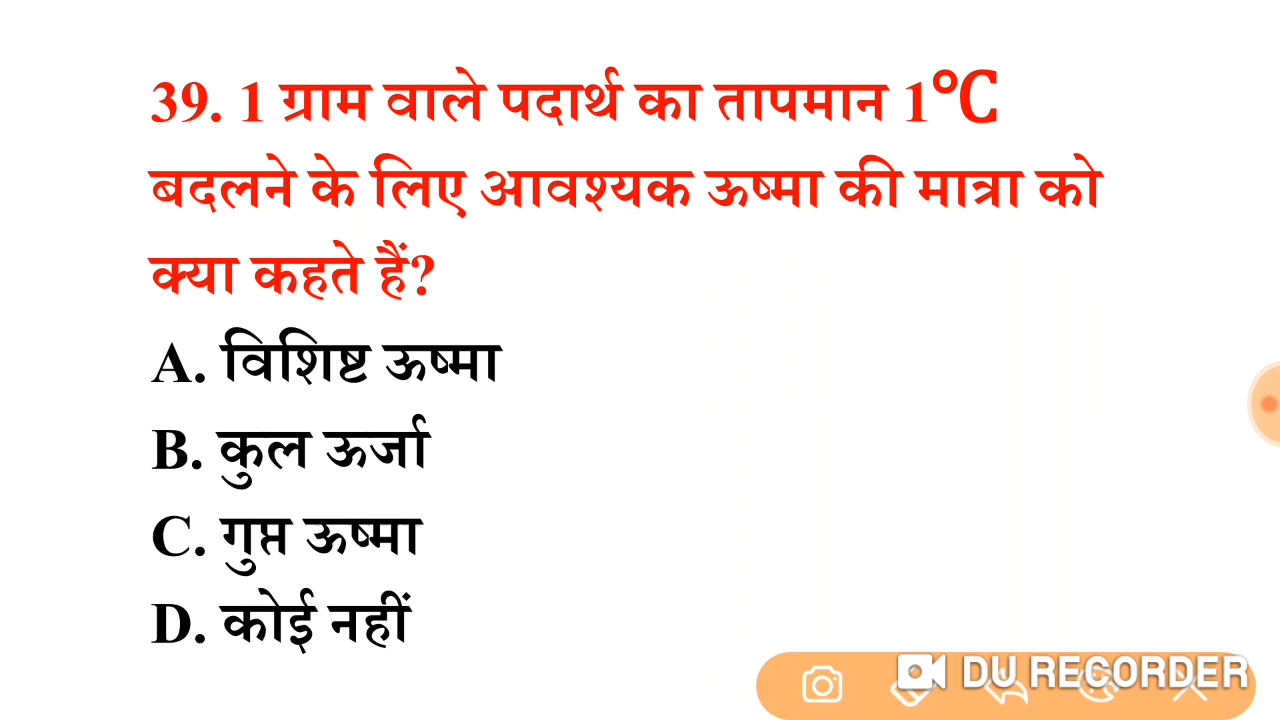 39. 1 ग्राम वाले पदार्थ का तापमान 1℃
बदलने के लिए आवश्यक ऊष्मा की मात्रा को
क्या कहते हैं?
A. विशिष्ट ऊष्मा
B. कुल ऊर्जा
C. गुप्त ऊष्मा
D. कोई नहीं
DU RECORDER